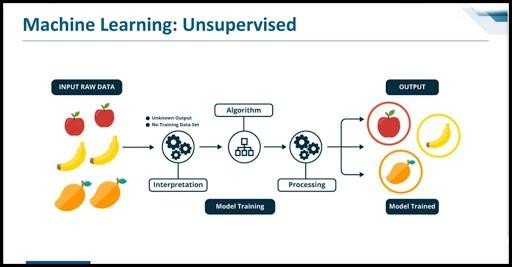 Machine Learning: Unsupervised
INPUT RAW DATA
Unknown Output
No Training Data Set
Algorithm
OUTPUT
Interpretation
Processing
Model Training
Model Trained